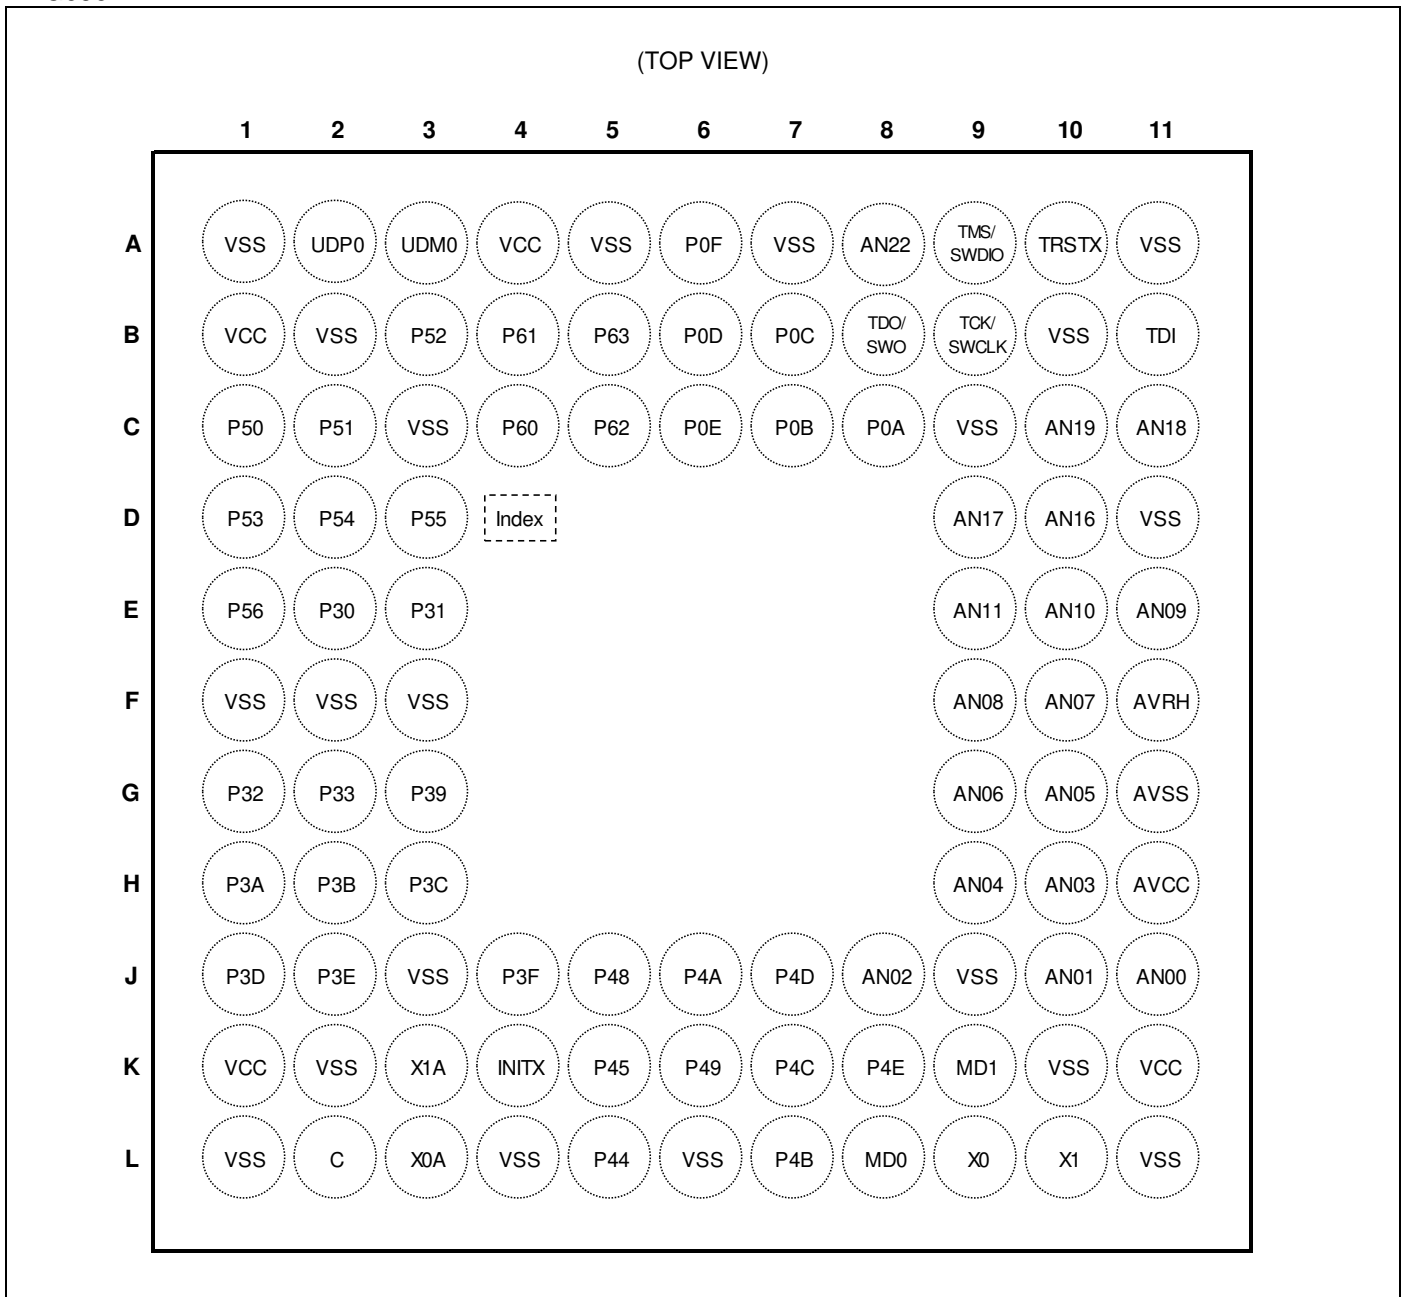 (TOP VIEW)
1 2 3 4 5 6 7 8 9 10 11
A VSS UDP0 UDM0 VCC VSS P0F VSS AN22 TMS/SWDIO TRSTX VSS
B VCC VSS P52 P61 P63 P0D P0C TDO/SWO TCK/SWCLK VSS TDI
C P50 P51 VSS P60 P62 P0E P0B P0A VSS AN19 AN18
D P53 P54 P55 Index AN17 AN16 VSS
E P56 P30 P31 AN11 AN10 AN09
F VSS VSS VSS AN08 AN07 AVRH
G P32 P33 P39 AN06 AN05 AVSS
H P3A P3B P3C AN04 AN03 AVCC
J P3D P3E VSS P3F P48 P4A P4D AN02 VSS AN01 AN00
K VCC VSS X1A INITX P45 P49 P4C P4E MD1 VSS VCC
L VSS C X0A VSS P44 VSS P4B MD0 X0 X1 VSS